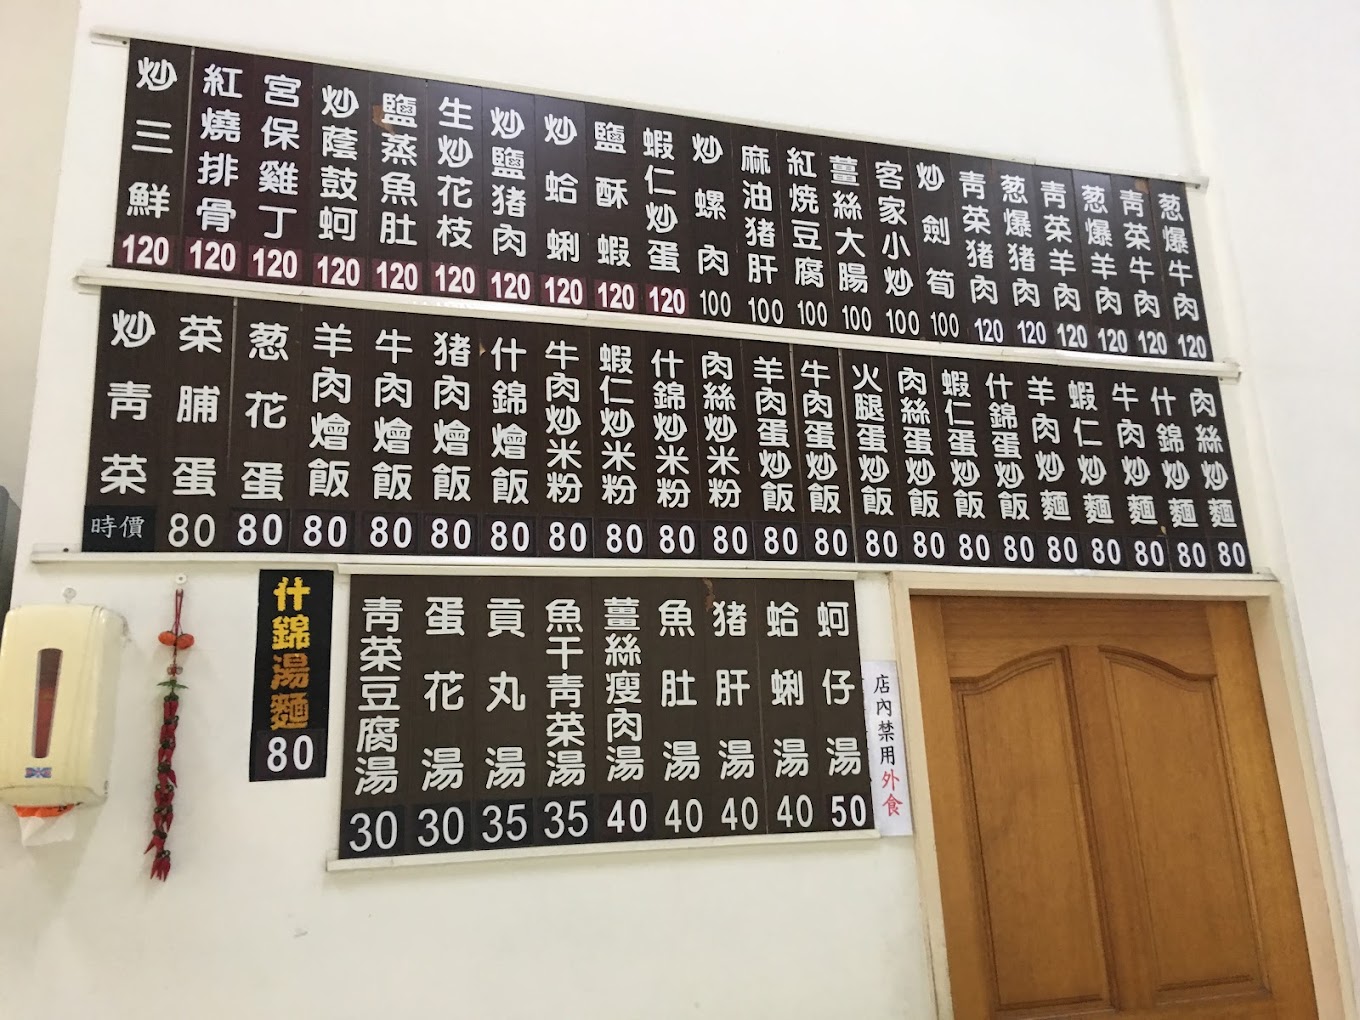 葱爆牛肉 120
青菜牛肉 120
葱爆羊肉 120
青菜羊肉 120
葱爆猪肉 120
青菜猪肉 120
炒劍筍 100
客家小炒 100
薑絲大腸 100
紅焼豆腐 100
麻油猪肝 100
炒螺肉 100
蝦仁炒蛋 120
鹽酥蝦 120
炒蛤蜊 120
炒鹽猪肉 120
生炒花枝 120
鹽蒸魚肚 120
炒蔭鼓蚵 120
宮保雞丁 120
紅燒排骨 120
炒三鮮 120
肉絲炒麵 80
什錦炒麵 80
牛肉炒麵 80
蝦仁炒麵 80
羊肉炒麵 80
什錦蛋炒飯 80
蝦仁蛋炒飯 80
肉絲蛋炒飯 80
火腿蛋炒飯 80
牛肉蛋炒飯 80
羊肉蛋炒飯 80
肉絲炒米粉 80
什錦炒米粉 80
蝦仁炒米粉 80
牛肉炒米粉 80
什錦燴飯 80
猪肉燴飯 80
牛肉燴飯 80
羊肉燴飯 80
葱花蛋 80
菜脯蛋 80
炒青菜 時價
店內禁用外食
蚵仔湯 50
蛤蜊湯 40
猪肝湯 40
魚肚湯 40
薑絲瘦肉湯 40
魚干青菜湯 35
貢丸湯 35
蛋花湯 30
青菜豆腐湯 30
什錦湯麵 80